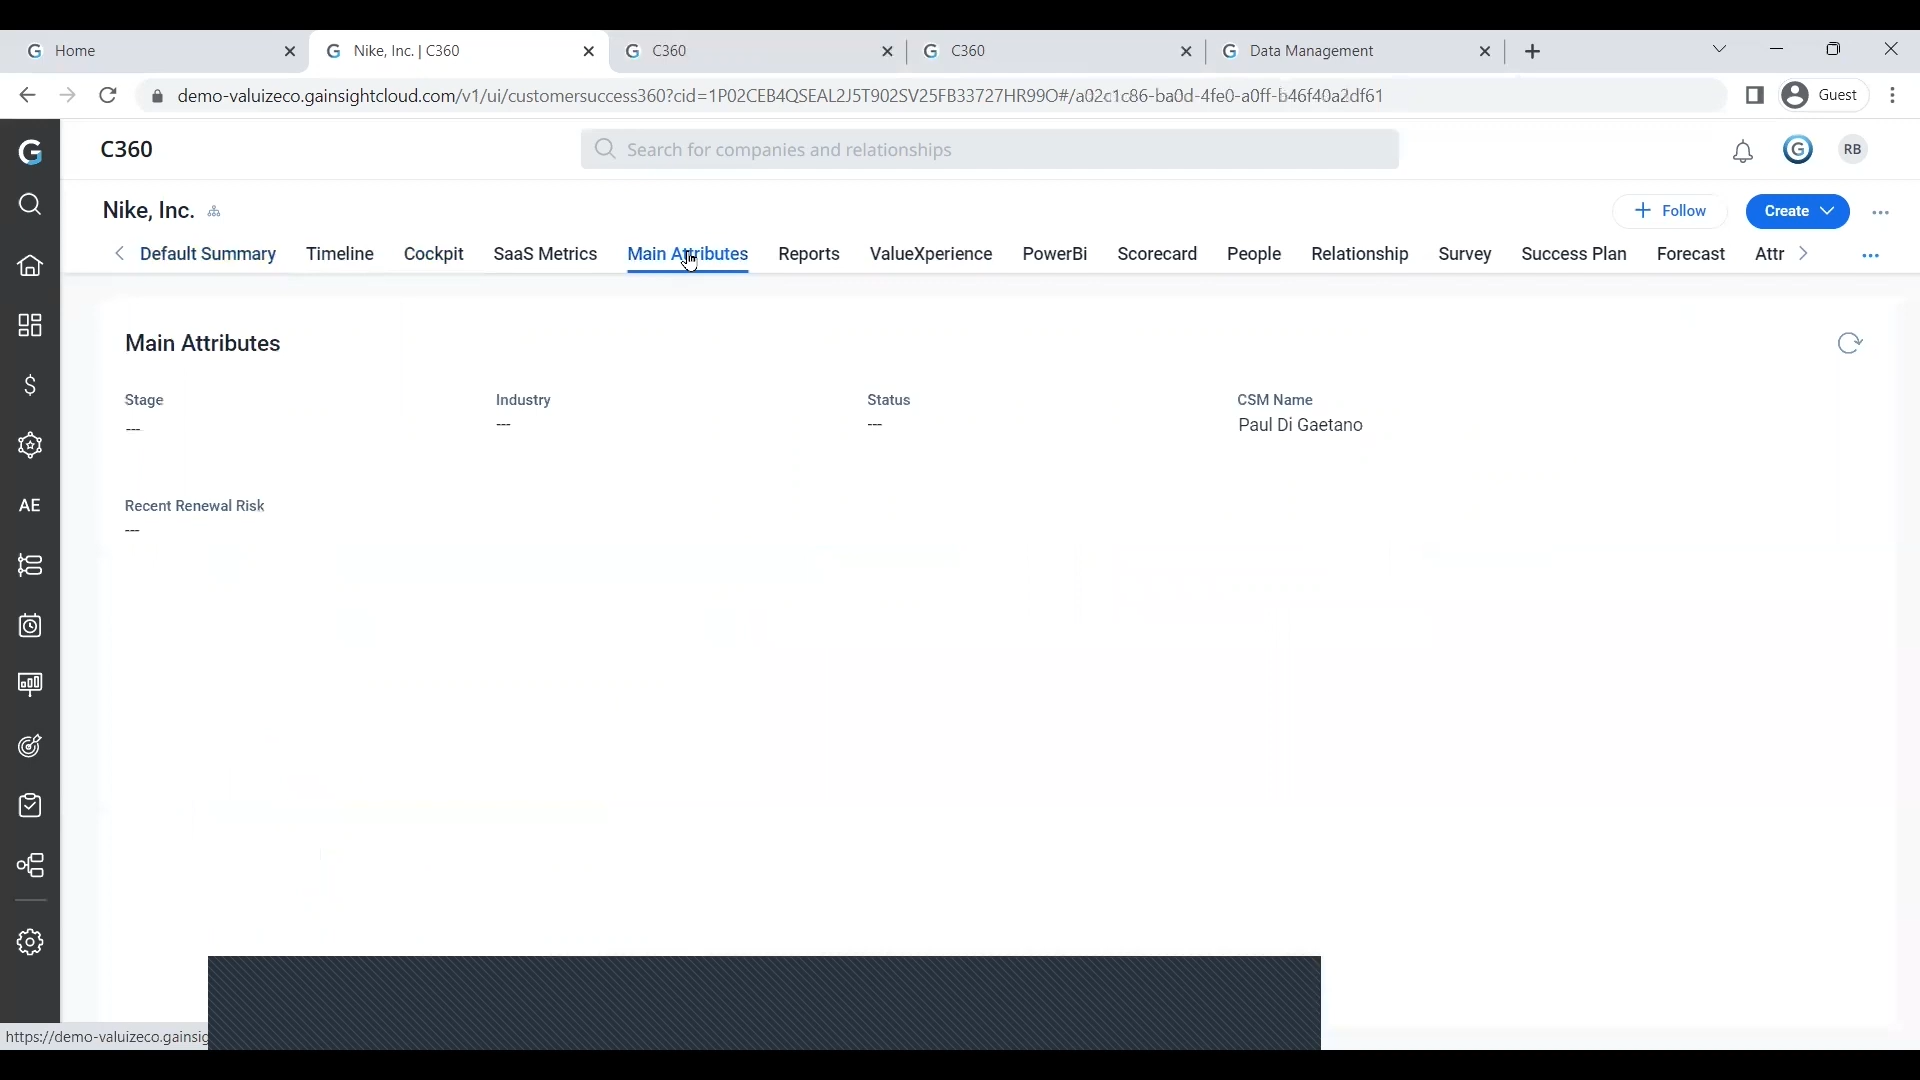 Home
Nike, Inc. | C360
C360
C360
Data Management
demo-valuizeco.gainsightcloud.com/v1/ui/customersuccess360?cid=1P02CEB4QSEAL2J5T902SV25FB33727HR99O#/a02c1c86-ba0d-4fe0-a0ff-b46f40a2df61
Guest
C360
Search for companies and relationships
RB
Nike, Inc.
Follow
Create
Default Summary
Timeline
Cockpit
SaaS Metrics
Main Attributes
Reports
ValueXperience
PowerBi
Scorecard
People
Relationship
Survey
Success Plan
Forecast
Attr
AE
Main Attributes
Stage
Industry
Status
CSM Name
---
---
---
Paul Di Gaetano
Recent Renewal Risk
---
https://demo-valuizeco.gainsig